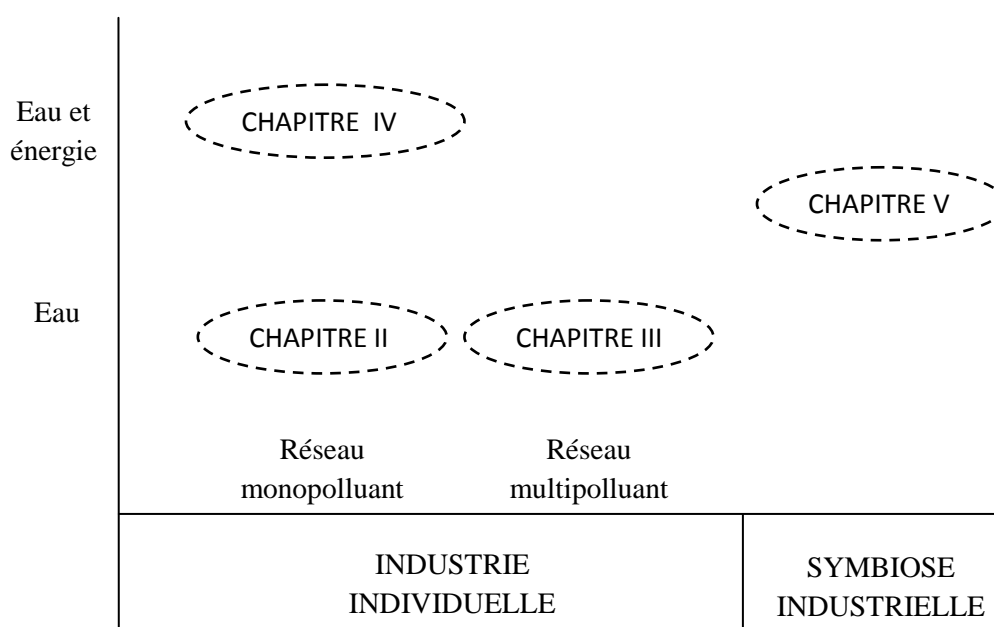 Eau et
énergie
CHAPITRE IV
CHAPITRE V
Eau
CHAPITRE II
CHAPITRE III
Réseau
monopolluant
Réseau
multipolluant
INDUSTRIE
INDIVIDUELLE
SYMBIOSE
INDUSTRIELLE